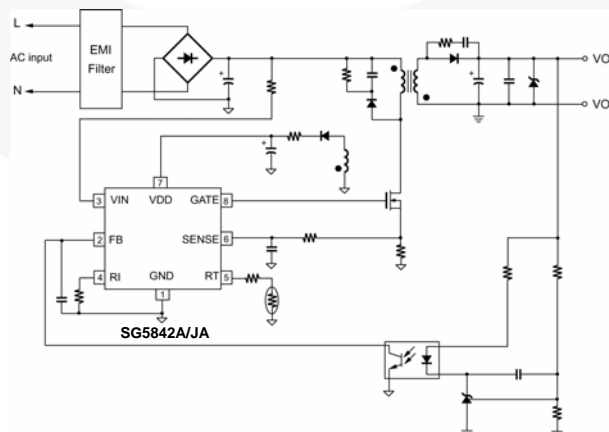 L
EMI
Filter
AC input
N
VO
VO
7
VDD
3
VIN
GATE
8
2
FB
SENSE
6
4
RI
GND
RT
5
1
SG5842A/JA